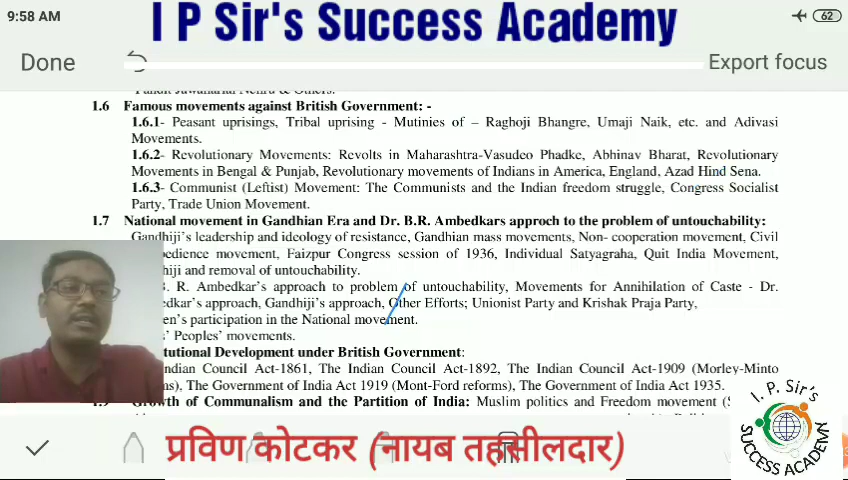 9:58 AM
I P Sir's Success Academy
62
Done
Export focus
Pandit Jawaharlal Nehru & Others.
1.6 Famous movements against British Government: -
1.6.1- Peasant uprisings, Tribal uprising - Mutinies of – Raghoji Bhangre, Umaji Naik, etc. and Adivasi
Movements.
1.6.2- Revolutionary Movements: Revolts in Maharashtra-Vasudeo Phadke, Abhinav Bharat, Revolutionary
Movements in Bengal & Punjab, Revolutionary movements of Indians in America, England, Azad Hind Sena.
1.6.3- Communist (Leftist) Movement: The Communists and the Indian freedom struggle, Congress Socialist
Party, Trade Union Movement.
1.7 National movement in Gandhian Era and Dr. B.R. Ambedkars approch to the problem of untouchability:
Gandhiji's leadership and ideology of resistance, Gandhian mass movements, Non- cooperation movement, Civil
edience movement, Faizpur Congress session of 1936, Individual Satyagraha, Quit India Movement,
hiji and removal of untouchability.
. R. Ambedkar's approach to problem of untouchability, Movements for Annihilation of Caste - Dr.
edkar's approach, Gandhiji's approach, Other Efforts; Unionist Party and Krishak Praja Party,
en's participation in the National movement.
s' Peoples' movements.
itutional Development under British Government:
ndian Council Act-1861, The Indian Council Act-1892, The Indian Council Act-1909 (Morley-Minto
ms), The Government of India Act 1919 (Mont-Ford reforms), The Government of India Act 1935.
1.9 Growth of Communalism and the Partition of India: Muslim politics and Freedom movement (S
प्रविण कोटकर (नायब तहसीलदार)
I. P. Sir's
SUCCESS ACADEMY